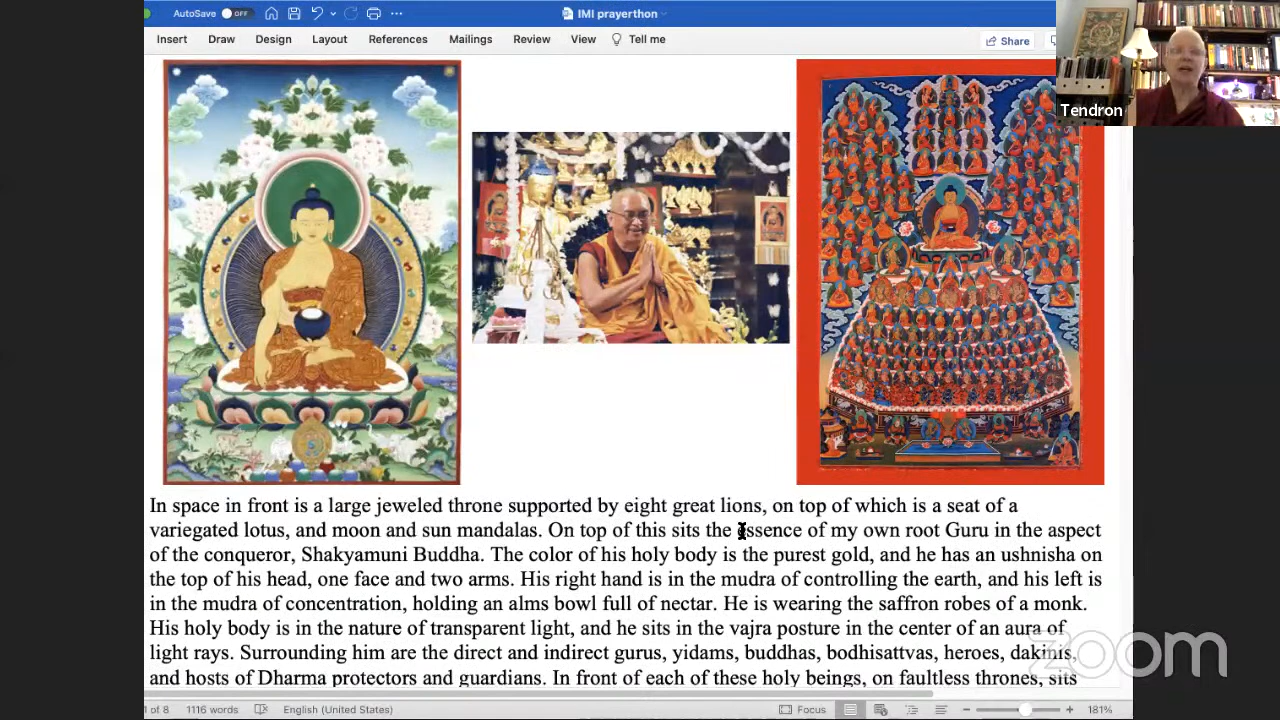 AutoSave OFF
IMI prayerthon
Insert Draw Design Layout References Mailings Review View Tell me
Share
Tendron
In space in front is a large jeweled throne supported by eight great lions, on top of which is a seat of a
variegated lotus, and moon and sun mandalas. On top of this sits the essence of my own root Guru in the aspect
of the conqueror, Shakyamuni Buddha. The color of his holy body is the purest gold, and he has an ushnisha on
the top of his head, one face and two arms. His right hand is in the mudra of controlling the earth, and his left is
in the mudra of concentration, holding an alms bowl full of nectar. He is wearing the saffron robes of a monk.
His holy body is in the nature of transparent light, and he sits in the vajra posture in the center of an aura of
light rays. Surrounding him are the direct and indirect gurus, yidams, buddhas, bodhisattvas, heroes, dakinis,
and hosts of Dharma protectors and guardians. In front of each of these holy beings, on faultless thrones, sits
zoom
1 of 8 1116 words English (United States) Focus 181%